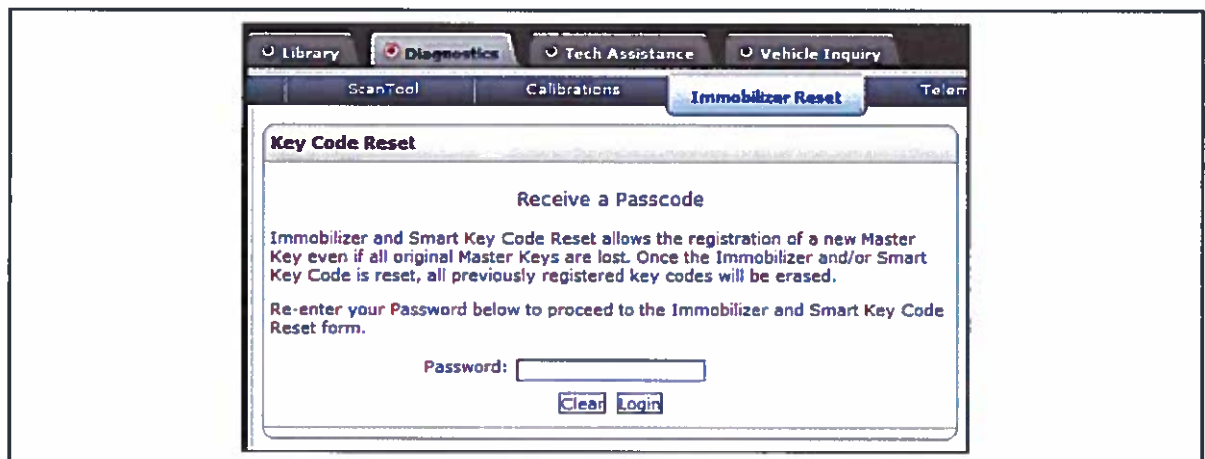 Library Diagnostics Tech Assistance Vehicle Inquiry
ScanTool Calibrations Immobilizer Reset Telem
Key Code Reset
Receive a Passcode
Immobilizer and Smart Key Code Reset allows the registration of a new Master
Key even if all original Master Keys are lost. Once the Immobilizer and/or Smart
Key Code is reset, all previously registered key codes will be erased.
Re-enter your Password below to proceed to the Immobilizer and Smart Key Code
Reset form.
Password:
Clear Login